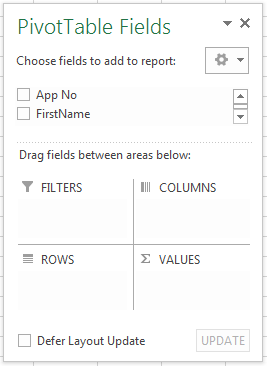 PivotTable Fields
Choose fields to add to report:
App No
FirstName
Drag fields between areas below:
FILTERS
COLUMNS
ROWS
Σ VALUES
Defer Layout Update
UPDATE